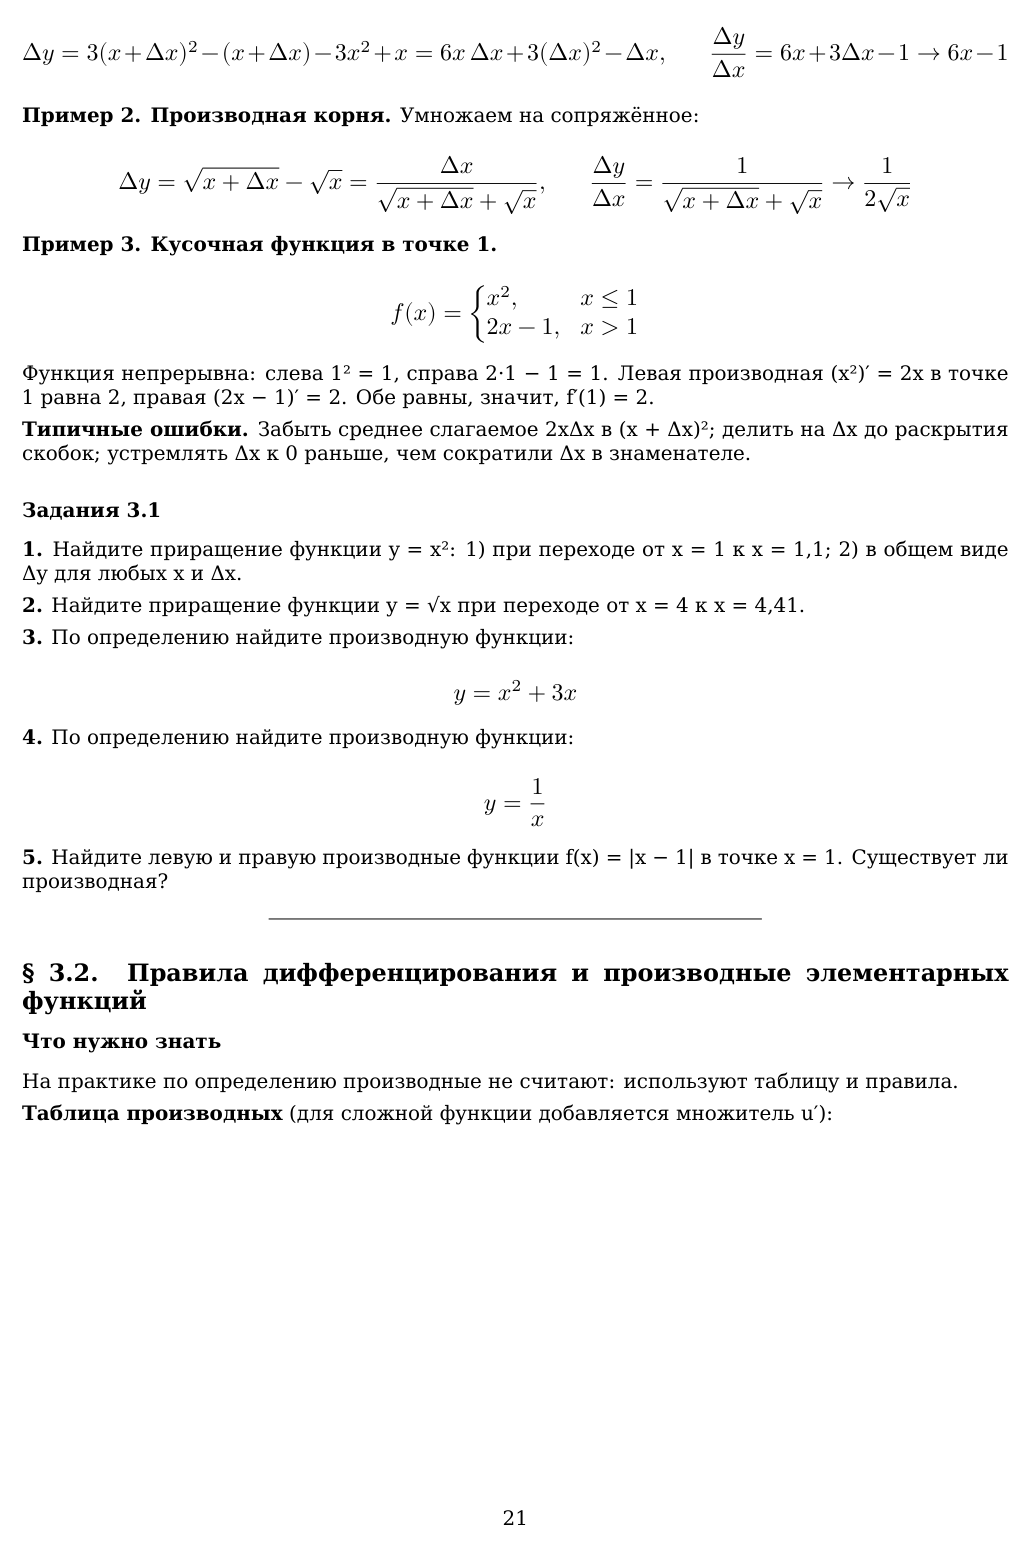 Δy = 3(x+Δx)²−(x+Δx)−3x²+x = 6x Δx+3(Δx)²−Δx, Δy/Δx = 6x+3Δx−1 → 6x−1
Пример 2. Производная корня. Умножаем на сопряжённое:
Δy = √(x + Δx) − √x = Δx/(√(x + Δx) + √x), Δy/Δx = 1/(√(x + Δx) + √x) → 1/(2√x)
Пример 3. Кусочная функция в точке 1.
f(x) = { x², x ≤ 1
2x − 1, x > 1
Функция непрерывна: слева 1² = 1, справа 2·1 − 1 = 1. Левая производная (x²)′ = 2x в точке
1 равна 2, правая (2x − 1)′ = 2. Обе равны, значит, f′(1) = 2.
Типичные ошибки. Забыть среднее слагаемое 2xΔx в (x + Δx)²; делить на Δx до раскрытия
скобок; устремлять Δx к 0 раньше, чем сократили Δx в знаменателе.
Задания 3.1
1. Найдите приращение функции y = x²: 1) при переходе от x = 1 к x = 1,1; 2) в общем виде
Δy для любых x и Δx.
2. Найдите приращение функции y = √x при переходе от x = 4 к x = 4,41.
3. По определению найдите производную функции:
y = x² + 3x
4. По определению найдите производную функции:
y = 1/x
5. Найдите левую и правую производные функции f(x) = |x − 1| в точке x = 1. Существует ли
производная?
§ 3.2. Правила дифференцирования и производные элементарных
функций
Что нужно знать
На практике по определению производные не считают: используют таблицу и правила.
Таблица производных (для сложной функции добавляется множитель u′):
21